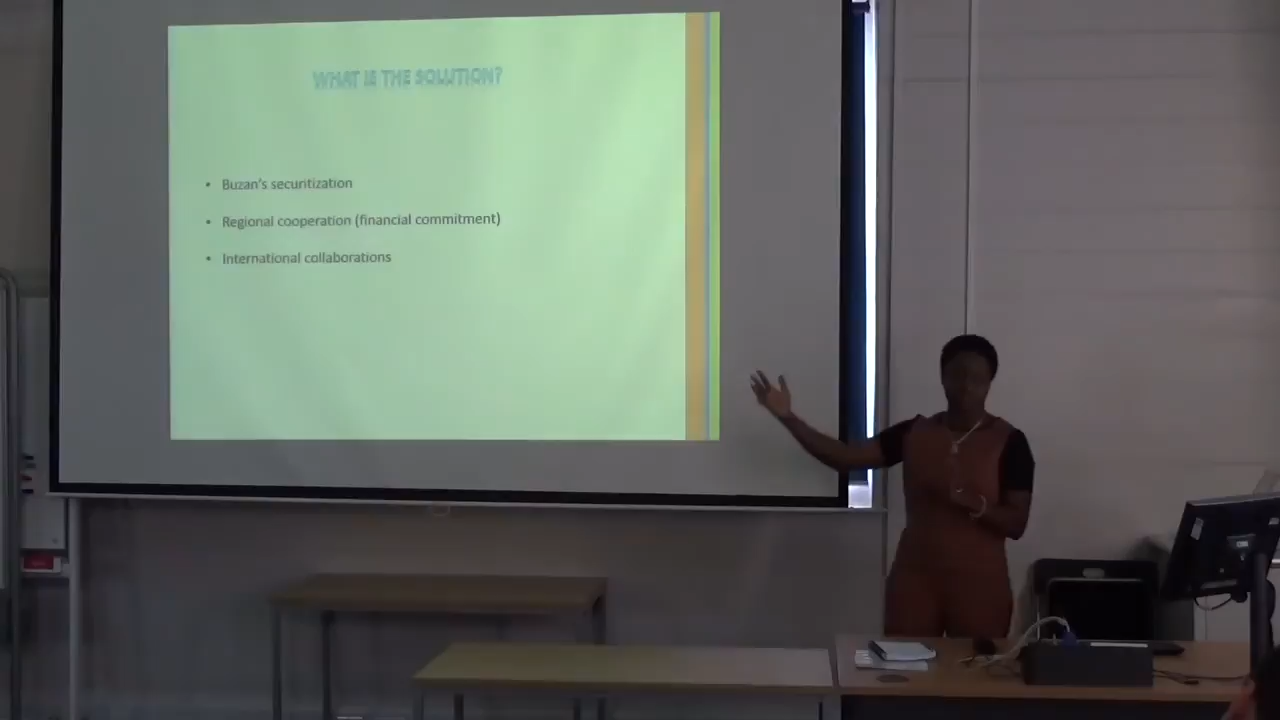 WHAT IS THE SOLUTION?
• Buzan's securitization
• Regional cooperation (financial commitment)
• International collaborations